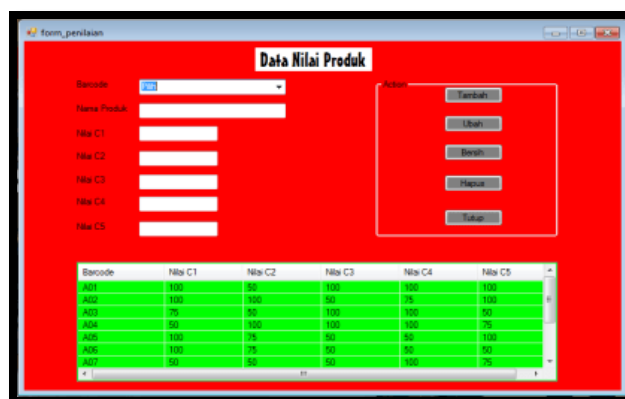 form_penilaian
Data Nilai Produk
Barcode
Pilih
Nama Produk
Nilai C1
Nilai C2
Nilai C3
Nilai C4
Nilai C5
Action
Tambah
Ubah
Bersih
Hapus
Tutup
Barcode Nilai C1 Nilai C2 Nilai C3 Nilai C4 Nilai C5
A01 100 50 100 100 100
A02 100 100 50 75 100
A03 75 50 100 100 50
A04 50 100 100 100 75
A05 100 75 50 50 100
A06 100 75 50 50 50
A07 50 50 50 100 75